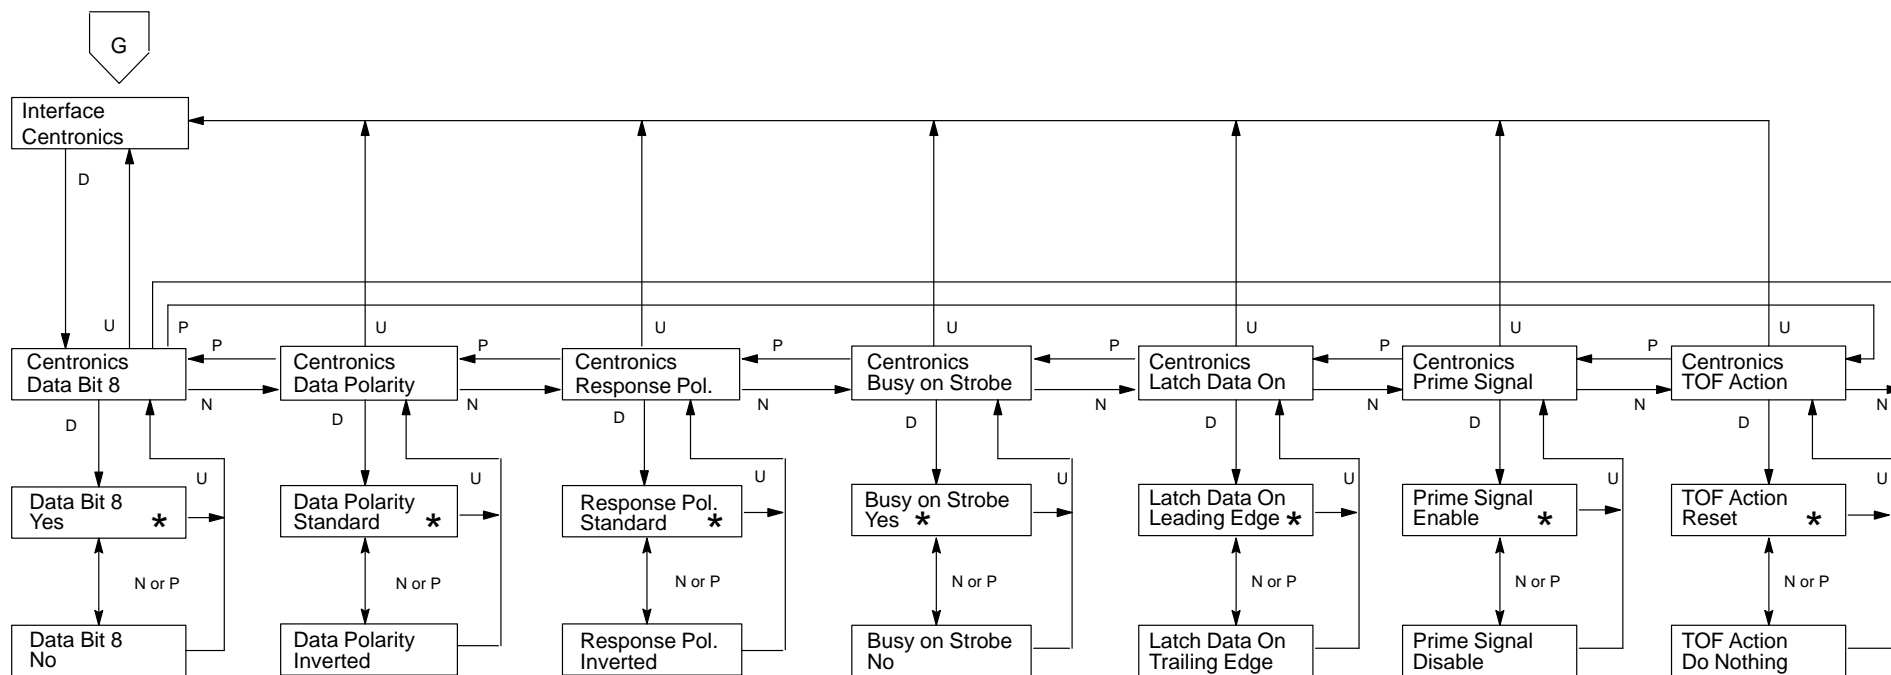 G
Interface
Centronics
D
U
P
P
U
P
U
P
U
P
U
P
U
P
U
Centronics
Data Bit 8
Centronics
Data Polarity
Centronics
Response Pol.
Centronics
Busy on Strobe
Centronics
Latch Data On
Centronics
Prime Signal
Centronics
TOF Action
N
N
N
N
N
N
N
D
D
D
D
D
D
D
U
U
U
U
U
U
U
Data Bit 8
Yes *
Data Polarity
Standard *
Response Pol.
Standard *
Busy on Strobe
Yes *
Latch Data On
Leading Edge *
Prime Signal
Enable *
TOF Action
Reset *
N or P
N or P
N or P
N or P
N or P
N or P
N or P
Data Bit 8
No
Data Polarity
Inverted
Response Pol.
Inverted
Busy on Strobe
No
Latch Data On
Trailing Edge
Prime Signal
Disable
TOF Action
Do Nothing